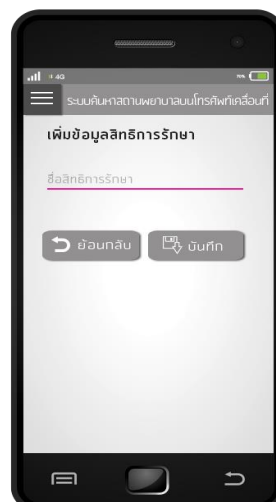 4G
ระบบค้นหาสถานพยาบาลบนโทรศัพท์เคลื่อนที่
เพิ่มข้อมูลสิทธิการรักษา
ชื่อสิทธิการรักษา
ย้อนกลับ
บันทึก